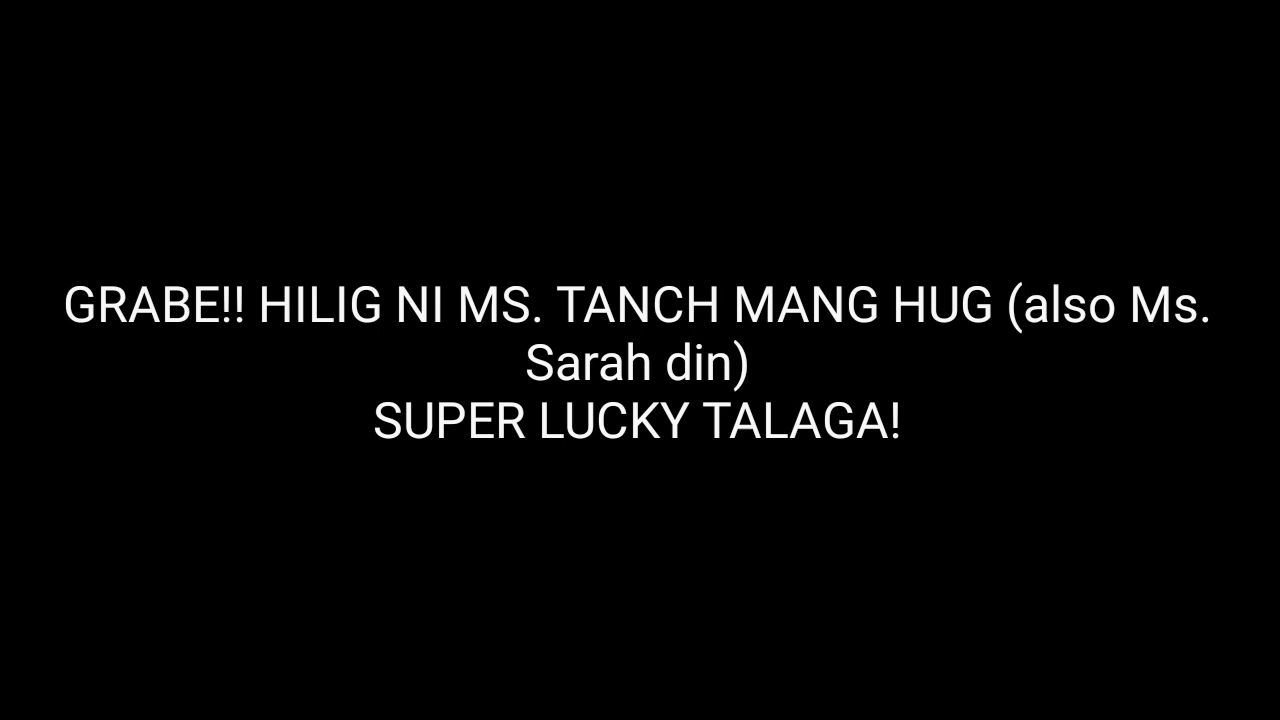 GRABE!! HILIG NI MS. TANCH MANG HUG (also Ms.
Sarah din)
SUPER LUCKY TALAGA!